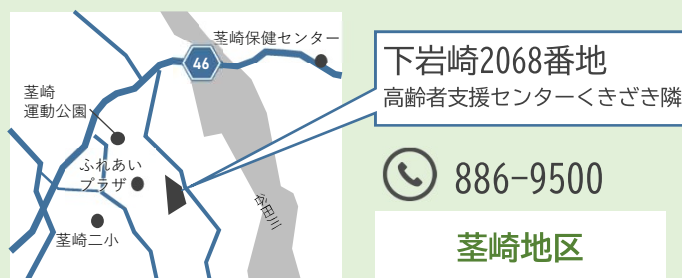 茎崎保健センター
46
茎崎
運動公園
ふれあい
プラザ
茎崎二小
谷田川
下岩崎2068番地
高齢者支援センターくきざき隣
886-9500
茎崎地区